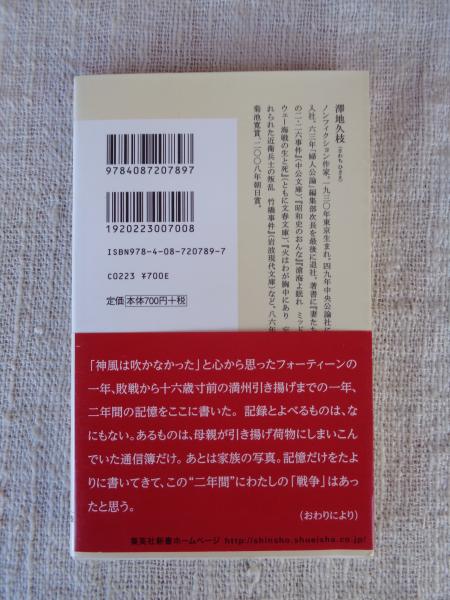 澤地久枝(さわちひさえ)
ノンフィクション作家。一九三〇年東京生まれ。四九年中央公論社に
入社。六三年「婦人公論」編集部次長を最後に退社。著書に『妻たち
の二・二六事件』(中公文庫)、『昭和史のおんな』『滄海よ眠れ ミッド
ウェー海戦の生と死』(ともに文春文庫)、『火はわが胸中にあり
れられた近衛兵士の叛乱 竹橋事件』(岩波現代文庫)など。八六年
菊池寛賞、二〇〇八年朝日賞。
9784087207897
1920223007008
ISBN978-4-08-720789-7
C0223 ¥700E
定価 本体700円+税
「神風は吹かなかった」と心から思ったフォーティーンの
一年、敗戦から十六歳寸前の満州引き揚げまでの一年、
二年間の記憶をここに書いた。記録とよべるものは、な
にもない。あるものは、母親が引き揚げ荷物にしまいこん
でいた通信簿だけ。あとは家族の写真。記憶だけをたよ
りに書いてきて、この“二年間”にわたしの「戦争」はあっ
たと思う。
(おわりにより)
集英社新書ホームページ http://shinsho.shueisha.co.jp/